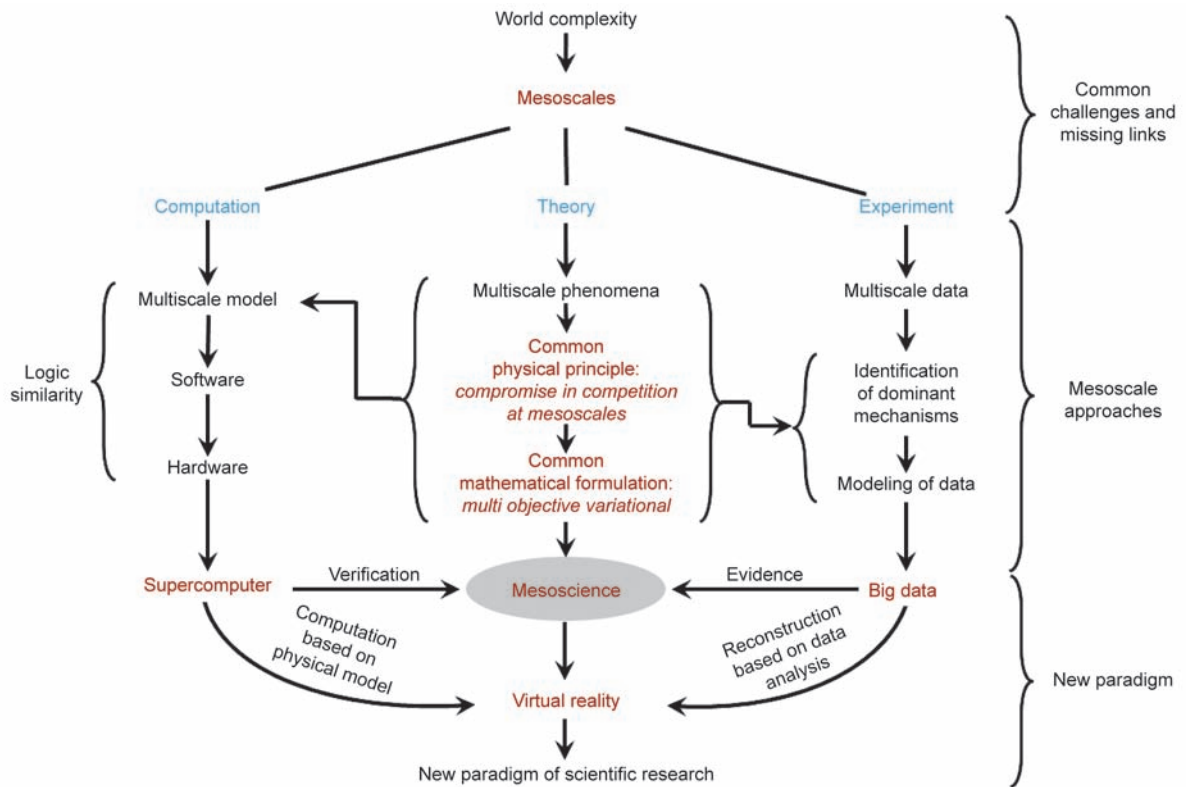 World complexity
Mesoscales
Common
challenges and
missing links
Computation
Theory
Experiment
Multiscale model
Multiscale phenomena
Multiscale data
Common
physical principle:
compromise in competition
at mesoscales
Logic
similarity
Software
Identification
of dominant
mechanisms
Mesoscale
approaches
Hardware
Common
mathematical formulation:
multi objective variational
Modeling of data
Supercomputer
Verification
Mesoscience
Evidence
Big data
Computation
based on
physical model
Reconstruction
based on data
analysis
Virtual reality
New paradigm
New paradigm of scientific research